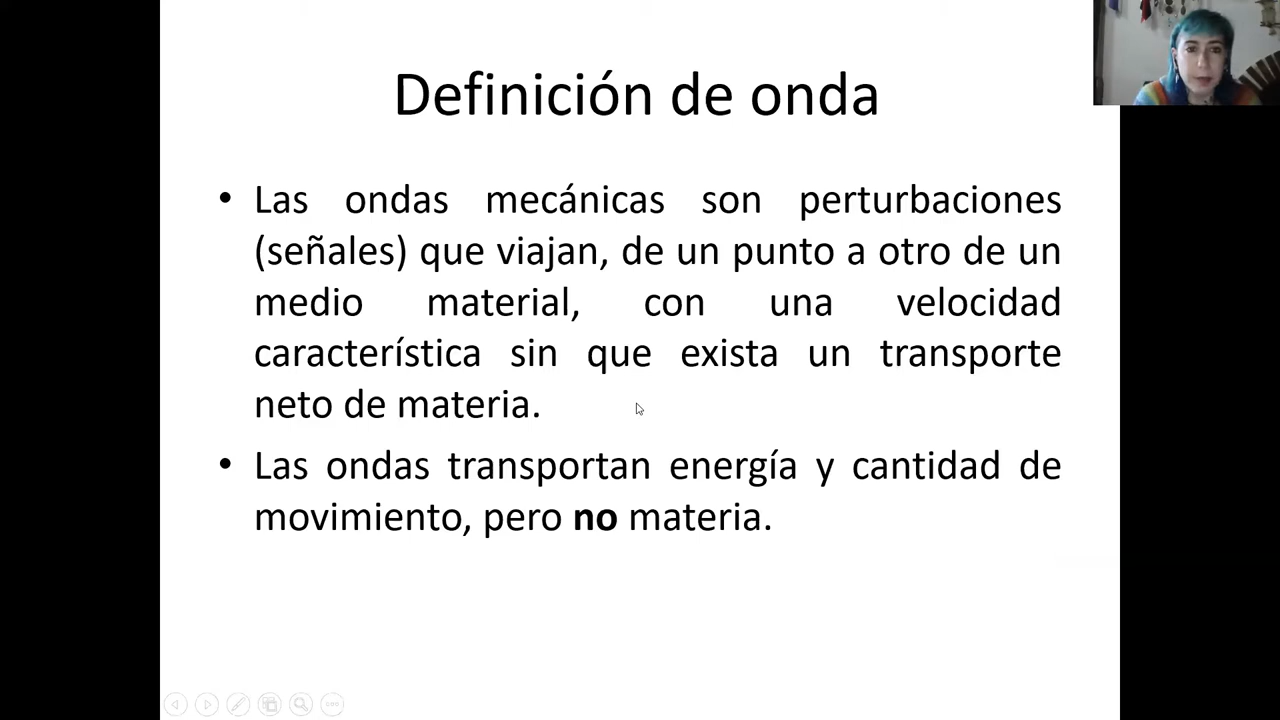 Definición de onda
• Las ondas mecánicas son perturbaciones
(señales) que viajan, de un punto a otro de un
medio material, con una velocidad
característica sin que exista un transporte
neto de materia.
• Las ondas transportan energía y cantidad de
movimiento, pero no materia.